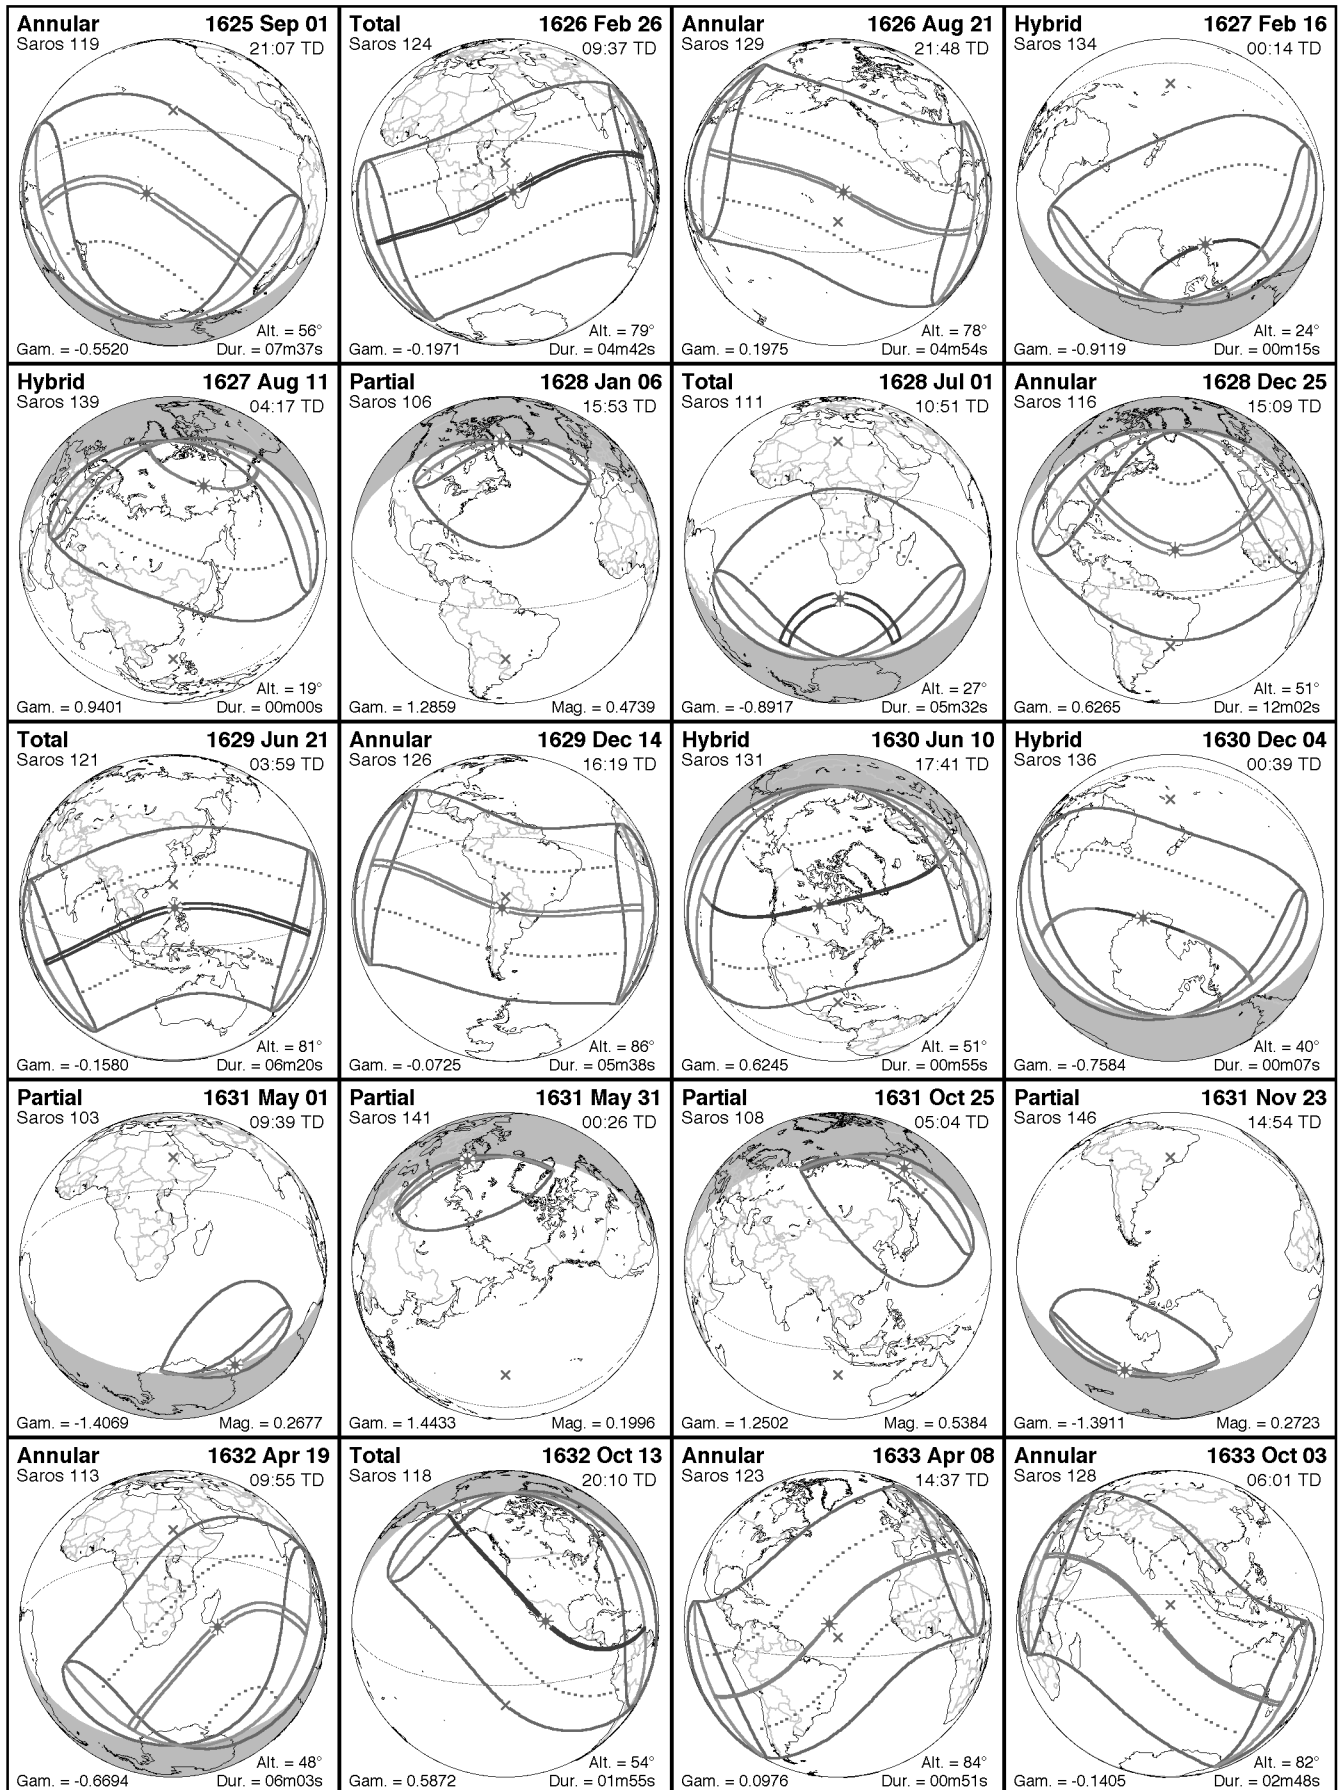 Annular 1625 Sep 01
Saros 119 21:07 TD
Alt. = 56°
Gam. = -0.5520 Dur. = 07m37s
Total 1626 Feb 26
Saros 124 09:37 TD
Alt. = 79°
Gam. = -0.1971 Dur. = 04m42s
Annular 1626 Aug 21
Saros 129 21:48 TD
Alt. = 78°
Gam. = 0.1975 Dur. = 04m54s
Hybrid 1627 Feb 16
Saros 134 00:14 TD
Alt. = 24°
Gam. = -0.9119 Dur. = 00m15s
Hybrid 1627 Aug 11
Saros 139 04:17 TD
Alt. = 19°
Gam. = 0.9401 Dur. = 00m00s
Partial 1628 Jan 06
Saros 106 15:53 TD
Gam. = 1.2859 Mag. = 0.4739
Total 1628 Jul 01
Saros 111 10:51 TD
Alt. = 27°
Gam. = -0.8917 Dur. = 05m32s
Annular 1628 Dec 25
Saros 116 15:09 TD
Alt. = 51°
Gam. = 0.6265 Dur. = 12m02s
Total 1629 Jun 21
Saros 121 03:59 TD
Alt. = 81°
Gam. = -0.1580 Dur. = 06m20s
Annular 1629 Dec 14
Saros 126 16:19 TD
Alt. = 86°
Gam. = -0.0725 Dur. = 05m38s
Hybrid 1630 Jun 10
Saros 131 17:41 TD
Alt. = 51°
Gam. = 0.6245 Dur. = 00m55s
Hybrid 1630 Dec 04
Saros 136 00:39 TD
Alt. = 40°
Gam. = -0.7584 Dur. = 00m07s
Partial 1631 May 01
Saros 103 09:39 TD
Gam. = -1.4069 Mag. = 0.2677
Partial 1631 May 31
Saros 141 00:26 TD
Gam. = 1.4433 Mag. = 0.1996
Partial 1631 Oct 25
Saros 108 05:04 TD
Gam. = 1.2502 Mag. = 0.5384
Partial 1631 Nov 23
Saros 146 14:54 TD
Gam. = -1.3911 Mag. = 0.2723
Annular 1632 Apr 19
Saros 113 09:55 TD
Alt. = 48°
Gam. = -0.6694 Dur. = 06m03s
Total 1632 Oct 13
Saros 118 20:10 TD
Alt. = 54°
Gam. = 0.5872 Dur. = 01m55s
Annular 1633 Apr 08
Saros 123 14:37 TD
Alt. = 84°
Gam. = 0.0976 Dur. = 00m51s
Annular 1633 Oct 03
Saros 128 06:01 TD
Alt. = 82°
Gam. = -0.1405 Dur. = 02m48s